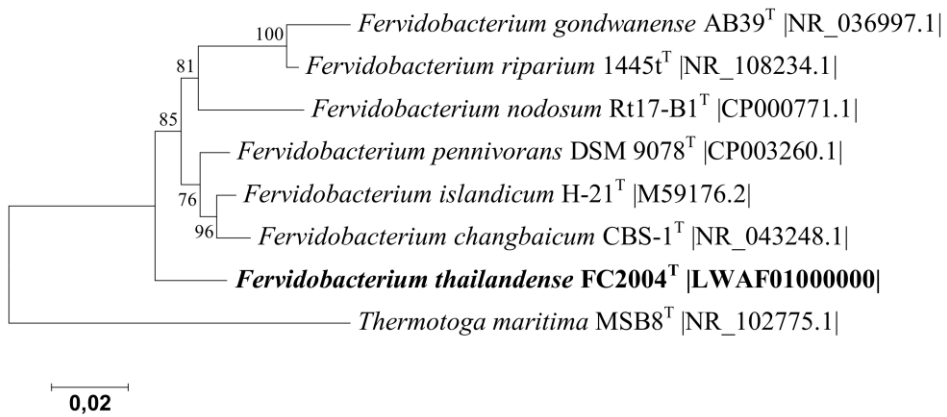 Fervidobacterium gondwanense AB39ᵀ |NR_036997.1|
100
Fervidobacterium riparium 1445tᵀ |NR_108234.1|
81
Fervidobacterium nodosum Rt17-B1ᵀ |CP000771.1|
85
Fervidobacterium pennivorans DSM 9078ᵀ |CP003260.1|
76
Fervidobacterium islandicum H-21ᵀ |M59176.2|
96
Fervidobacterium changbaicum CBS-1ᵀ |NR_043248.1|
Fervidobacterium thailandense FC2004ᵀ |LWAF01000000|
Thermotoga maritima MSB8ᵀ |NR_102775.1|
0,02